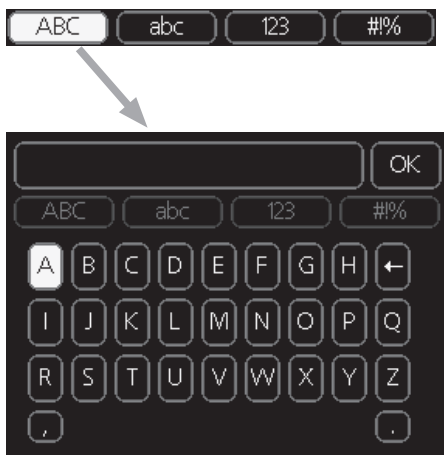 ABC abc 123 #!%
OK
ABC abc 123 #!%
A B C D E F G H ←
I J K L M N O P Q
R S T U V W X Y Z
, .